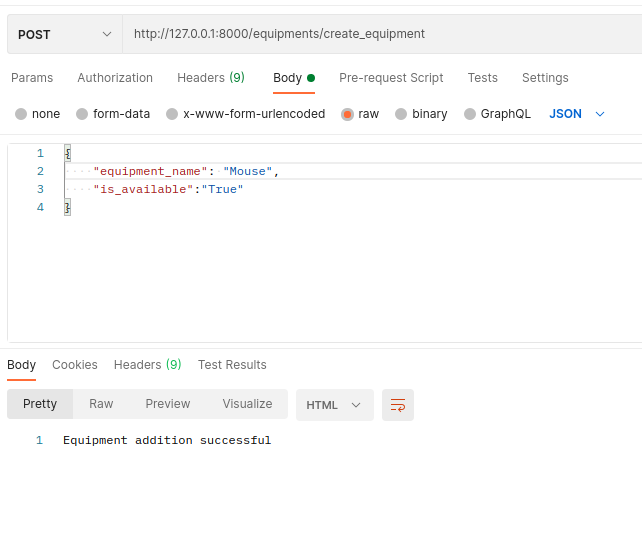 POST http://127.0.0.1:8000/equipments/create_equipment
Params Authorization Headers (9) Body Pre-request Script Tests Settings
none form-data x-www-form-urlencoded raw binary GraphQL JSON
1 {
2 "equipment_name": "Mouse",
3 "is_available":"True"
4 }
Body Cookies Headers (9) Test Results
Pretty Raw Preview Visualize HTML
1 Equipment addition successful